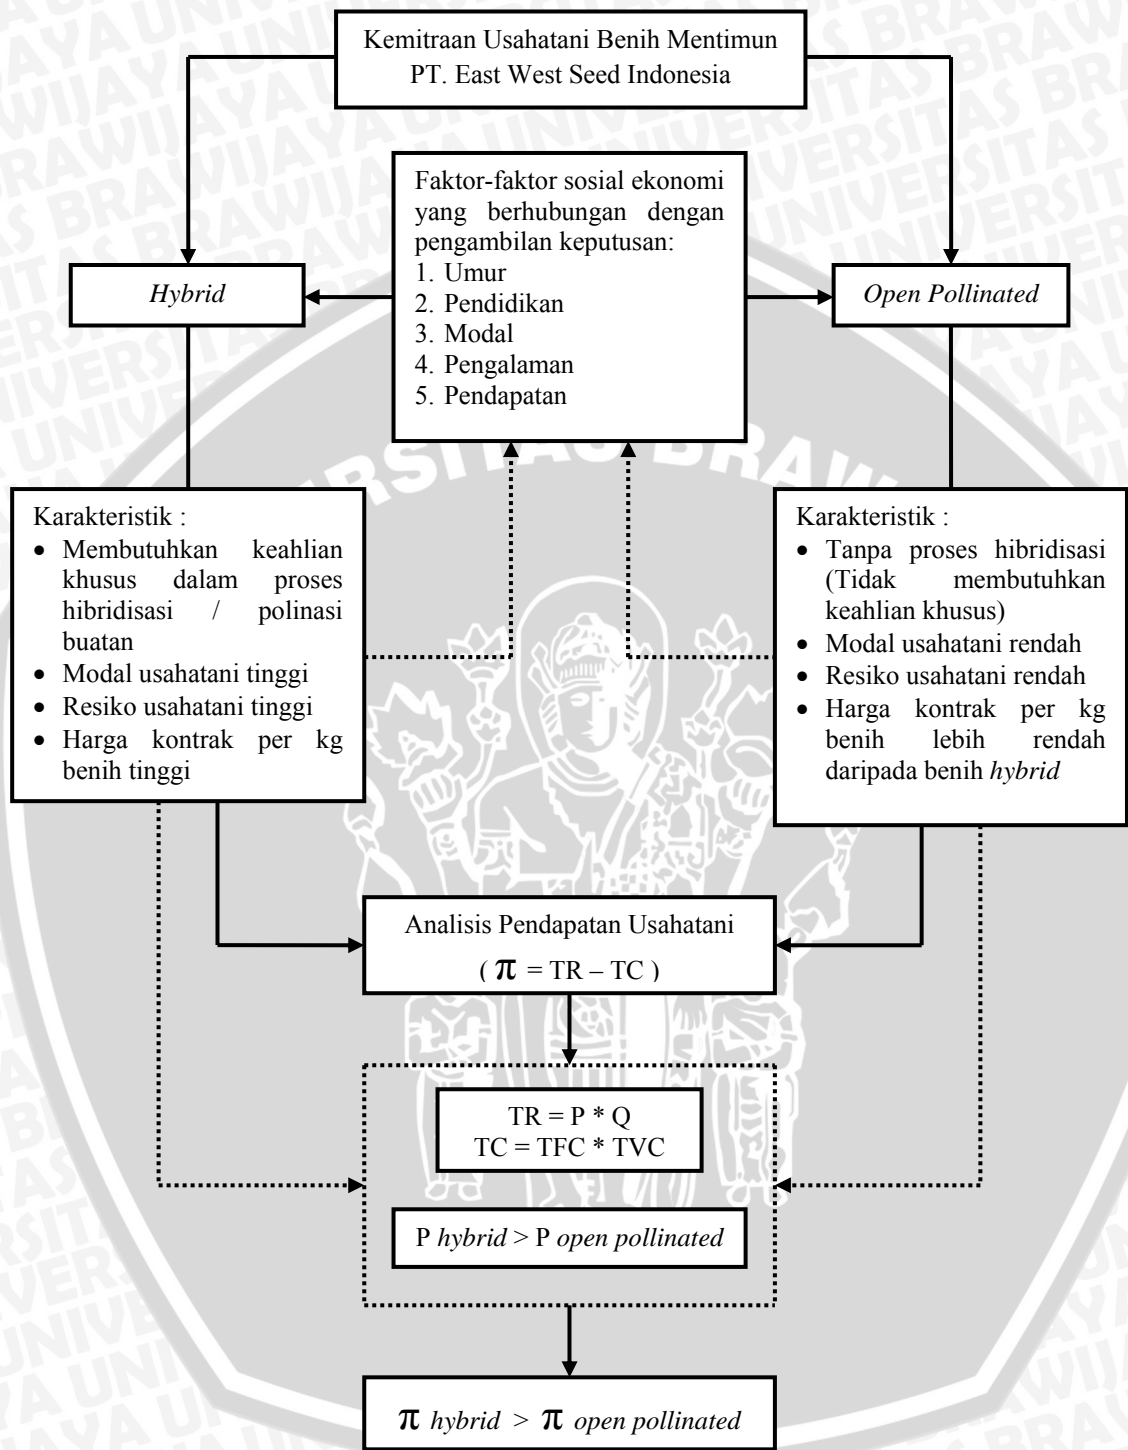 Kemitraan Usahatani Benih Mentimun
PT. East West Seed Indonesia
Faktor-faktor sosial ekonomi
yang berhubungan dengan
pengambilan keputusan:
1. Umur
2. Pendidikan
3. Modal
4. Pengalaman
5. Pendapatan
Hybrid
Open Pollinated
Karakteristik :
• Membutuhkan keahlian
khusus dalam proses
hibridisasi / polinasi
buatan
• Modal usahatani tinggi
• Resiko usahatani tinggi
• Harga kontrak per kg
benih tinggi
Karakteristik :
• Tanpa proses hibridisasi
(Tidak membutuhkan
keahlian khusus)
• Modal usahatani rendah
• Resiko usahatani rendah
• Harga kontrak per kg
benih lebih rendah
daripada benih hybrid
Analisis Pendapatan Usahatani
( π = TR – TC )
TR = P * Q
TC = TFC * TVC
P hybrid > P open pollinated
π hybrid > π open pollinated